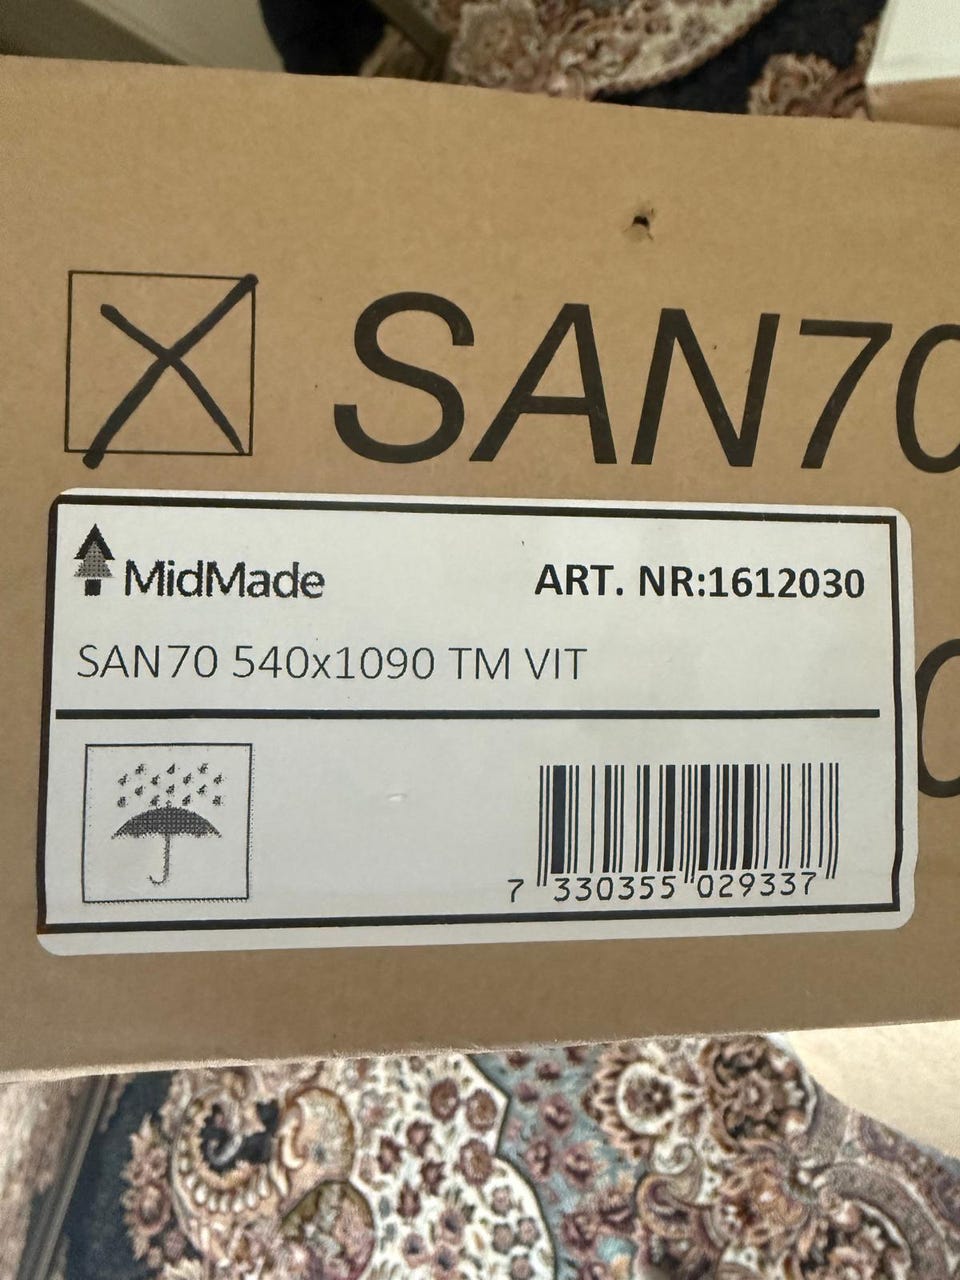 SAN70
MidMade
ART. NR:1612030
SAN70 540x1090 TM VIT
7 330355 029337